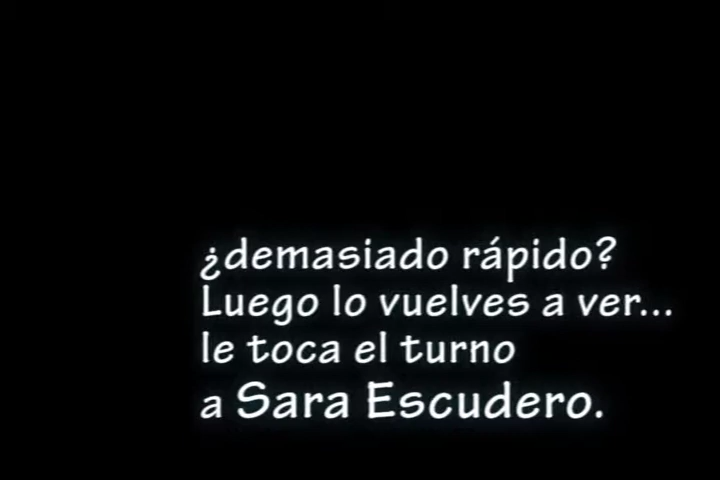 ¿demasiado rápido?
Luego lo vuelves a ver...
le toca el turno
a Sara Escudero.